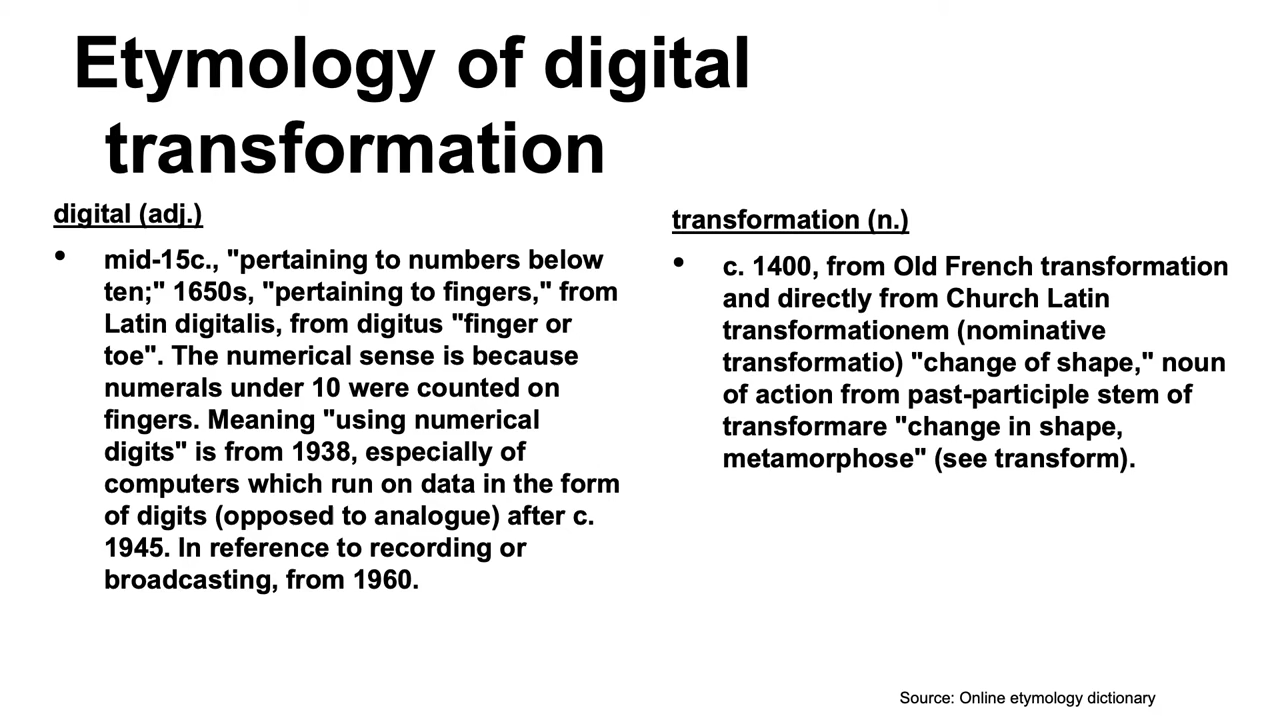 Etymology of digital
transformation
digital (adj.)
• mid-15c., "pertaining to numbers below
ten;" 1650s, "pertaining to fingers," from
Latin digitalis, from digitus "finger or
toe". The numerical sense is because
numerals under 10 were counted on
fingers. Meaning "using numerical
digits" is from 1938, especially of
computers which run on data in the form
of digits (opposed to analogue) after c.
1945. In reference to recording or
broadcasting, from 1960.
transformation (n.)
• c. 1400, from Old French transformation
and directly from Church Latin
transformationem (nominative
transformatio) "change of shape," noun
of action from past-participle stem of
transformare "change in shape,
metamorphose" (see transform).
Source: Online etymology dictionary